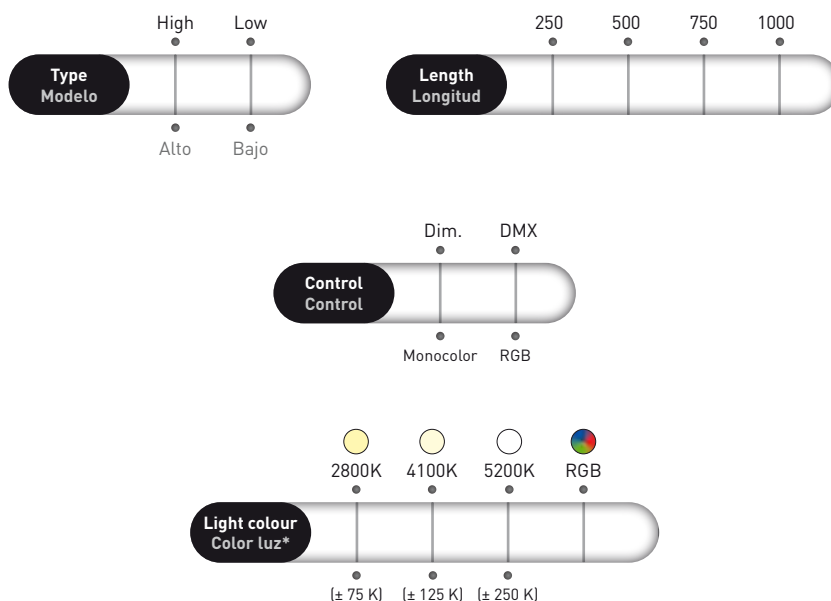 High Low
Type
Modelo
Alto Bajo
250 500 750 1000
Length
Longitud
Dim. DMX
Control
Control
Monocolor RGB
2800K 4100K 5200K RGB
Light colour
Color luz*
(± 75 K) (± 125 K) (± 250 K)